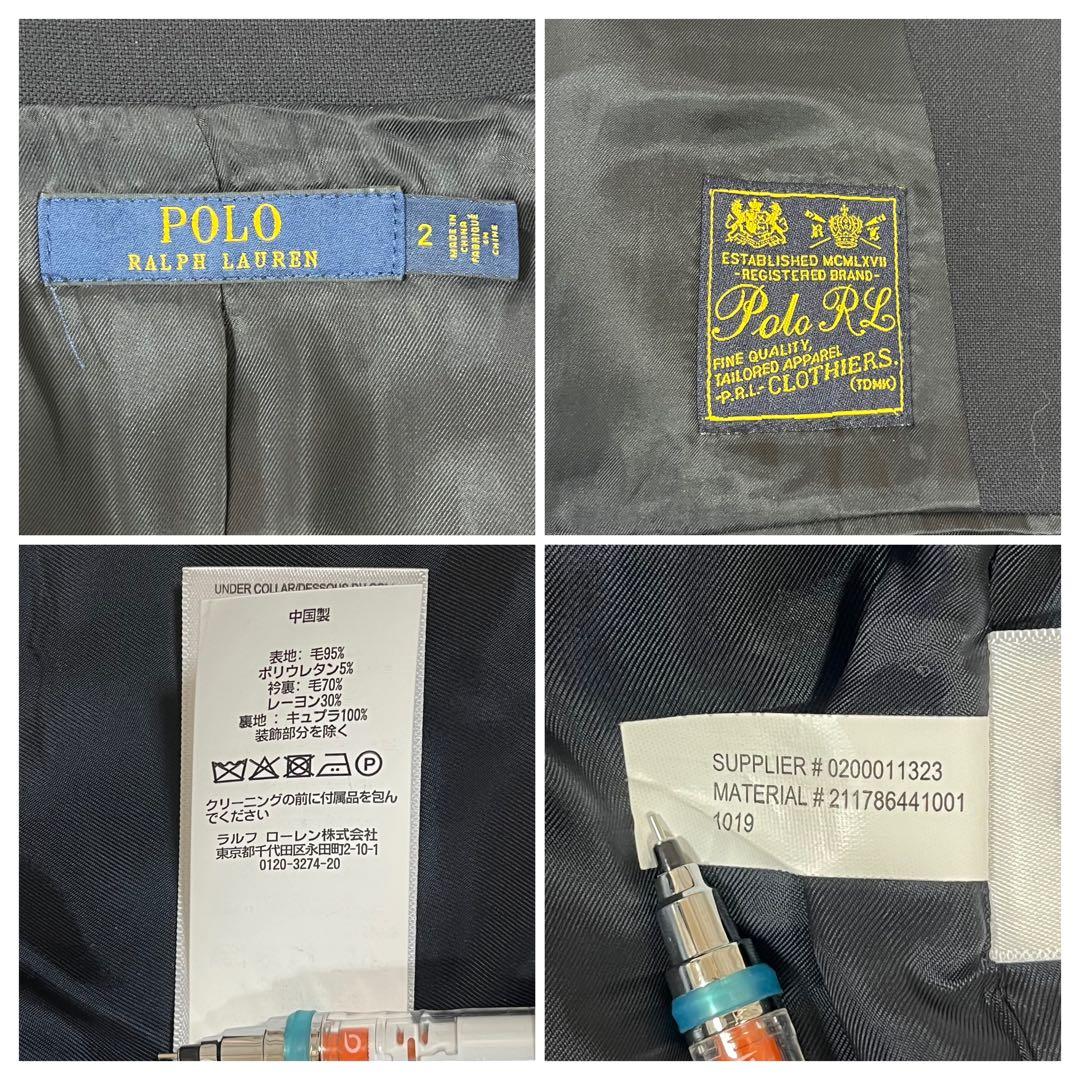 POLO
RALPH LAUREN
2
MADE IN
CHINA
FABRIQUÉ
EN
CHINE
R L
ESTABLISHED MCMLXVII
-REGISTERED BRAND-
Polo RL
FINE QUALITY,
TAILORED APPAREL
-P.R.L.- CLOTHIERS.
(TDMK)
UNDER COLLAR/DESSOUS DU COL
中国製
表地: 毛95%
ポリウレタン5%
衿裏: 毛70%
レーヨン30%
裏地 : キュプラ100%
装飾部分を除く
P
クリーニングの前に付属品を包ん
でください
ラルフ ローレン株式会社
東京都千代田区永田町2-10-1
0120-3274-20
SUPPLIER # 0200011323
MATERIAL # 211786441001
1019